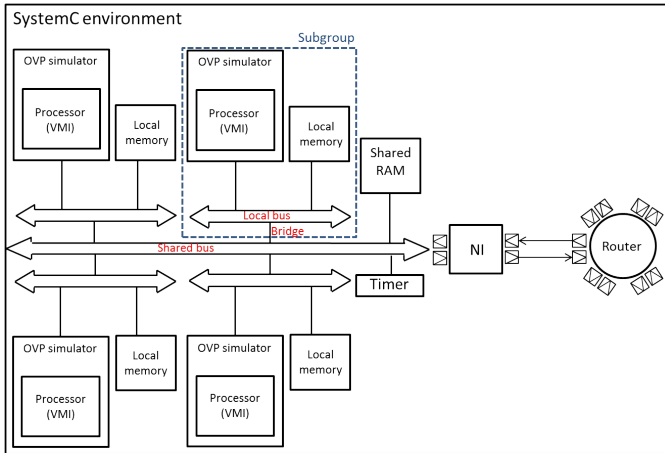 SystemC environment
Subgroup
OVP simulator
Processor
(VMI)
Local
memory
OVP simulator
Processor
(VMI)
Local
memory
Shared
RAM
Local bus
Bridge
Shared bus
NI
Router
Timer
OVP simulator
Processor
(VMI)
Local
memory
OVP simulator
Processor
(VMI)
Local
memory